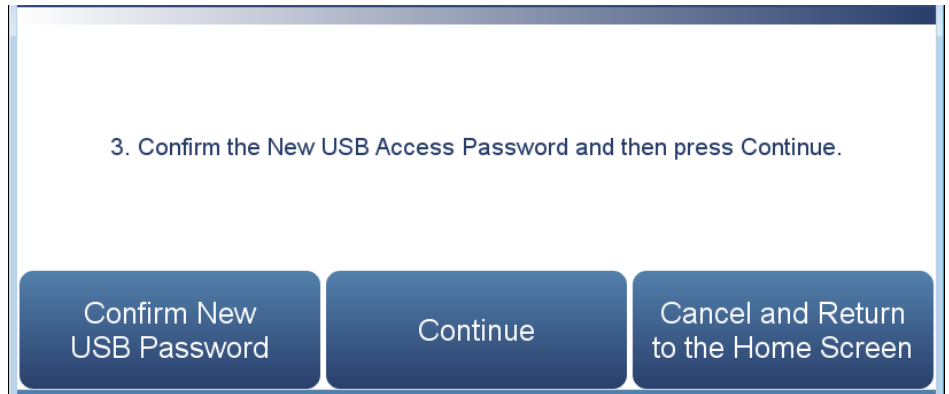 3. Confirm the New USB Access Password and then press Continue.
Confirm New
USB Password
Continue
Cancel and Return
to the Home Screen